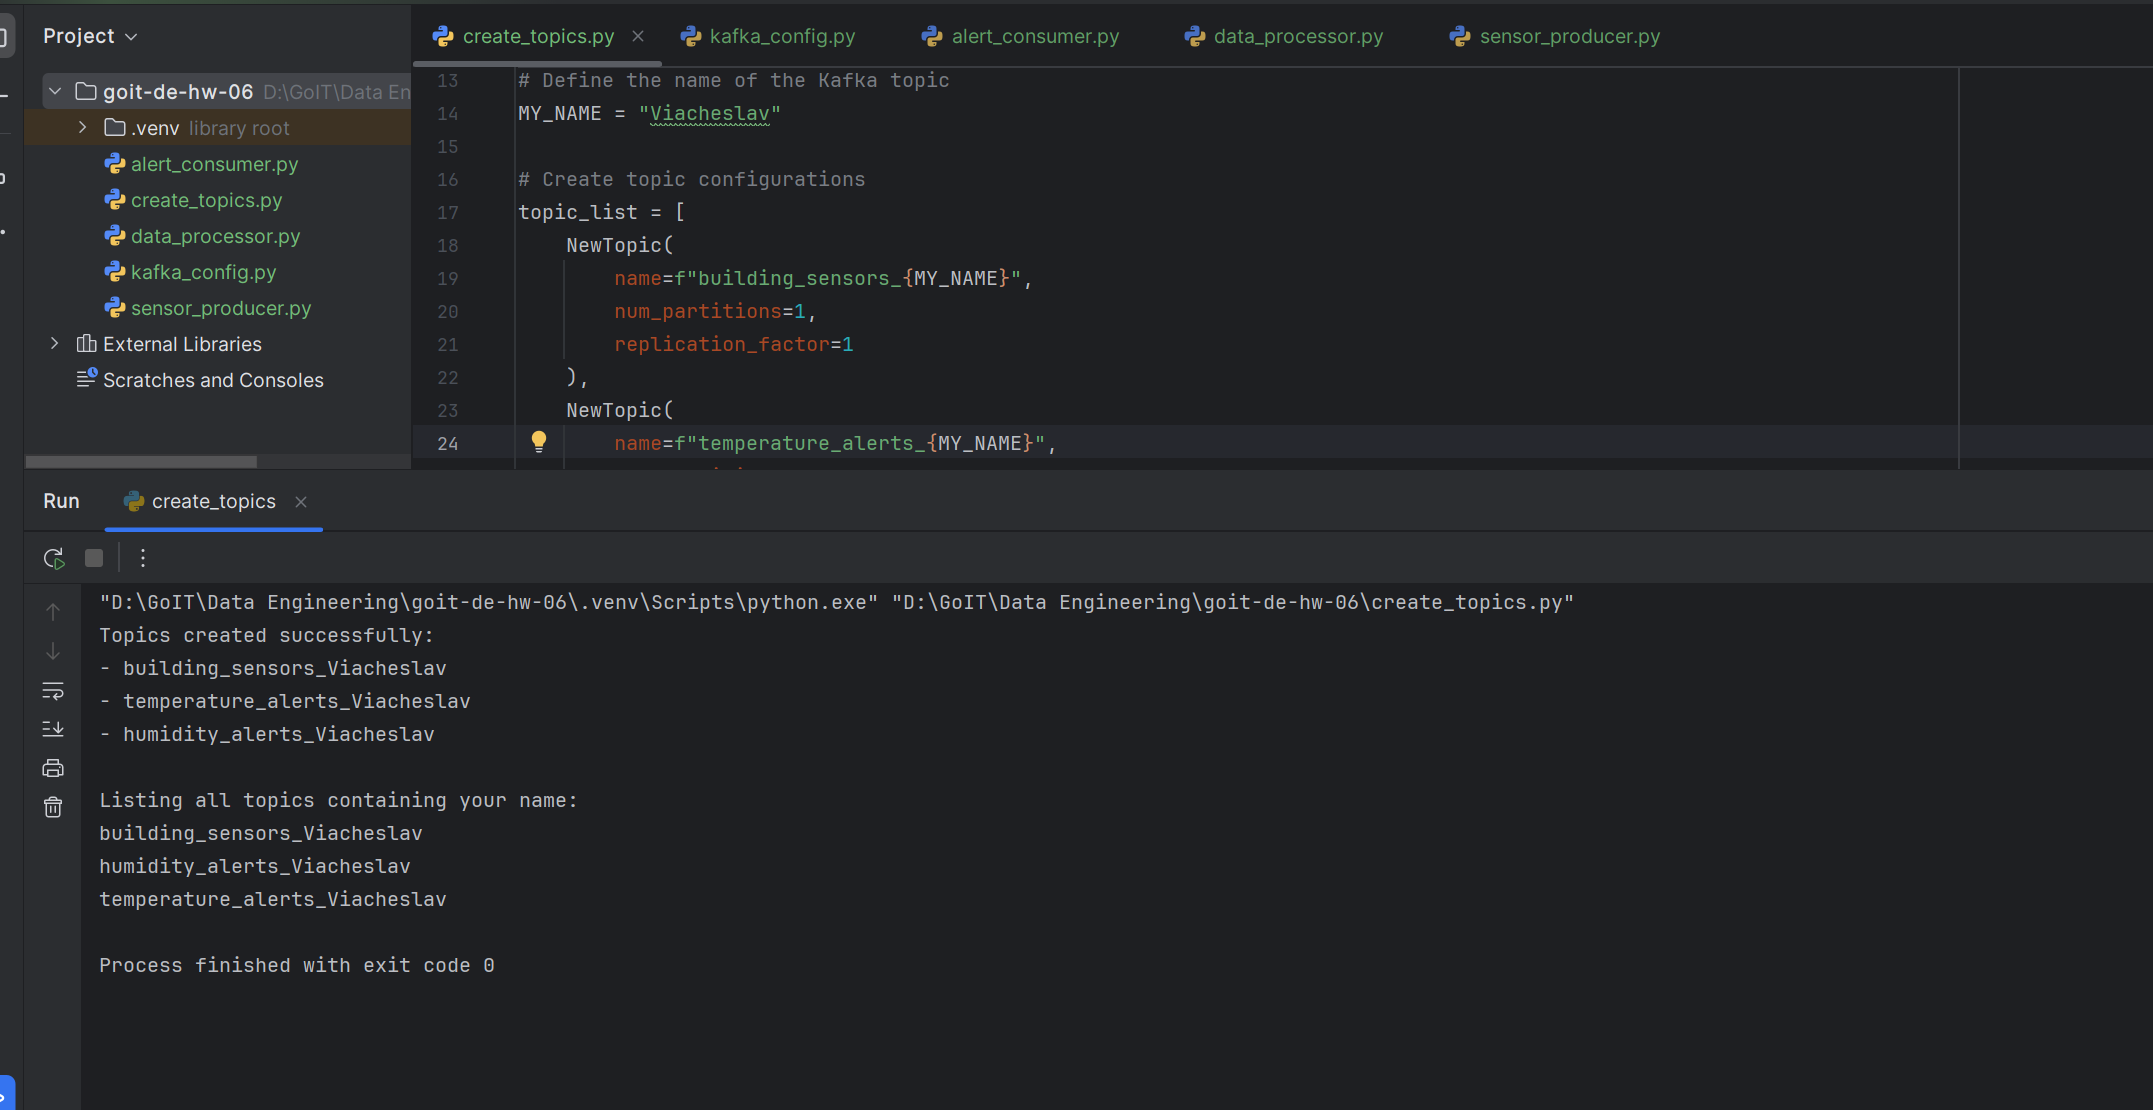 Project
goit-de-hw-06 D:\GoIT\Data En
.venv library root
alert_consumer.py
create_topics.py
data_processor.py
kafka_config.py
sensor_producer.py
External Libraries
Scratches and Consoles
create_topics.py kafka_config.py alert_consumer.py data_processor.py sensor_producer.py
13 # Define the name of the Kafka topic
14 MY_NAME = "Viacheslav"
15
16 # Create topic configurations
17 topic_list = [
18 NewTopic(
19 name=f"building_sensors_{MY_NAME}",
20 num_partitions=1,
21 replication_factor=1
22 ),
23 NewTopic(
24 name=f"temperature_alerts_{MY_NAME}",
Run create_topics
"D:\GoIT\Data Engineering\goit-de-hw-06\.venv\Scripts\python.exe" "D:\GoIT\Data Engineering\goit-de-hw-06\create_topics.py"
Topics created successfully:
- building_sensors_Viacheslav
- temperature_alerts_Viacheslav
- humidity_alerts_Viacheslav
Listing all topics containing your name:
building_sensors_Viacheslav
humidity_alerts_Viacheslav
temperature_alerts_Viacheslav
Process finished with exit code 0